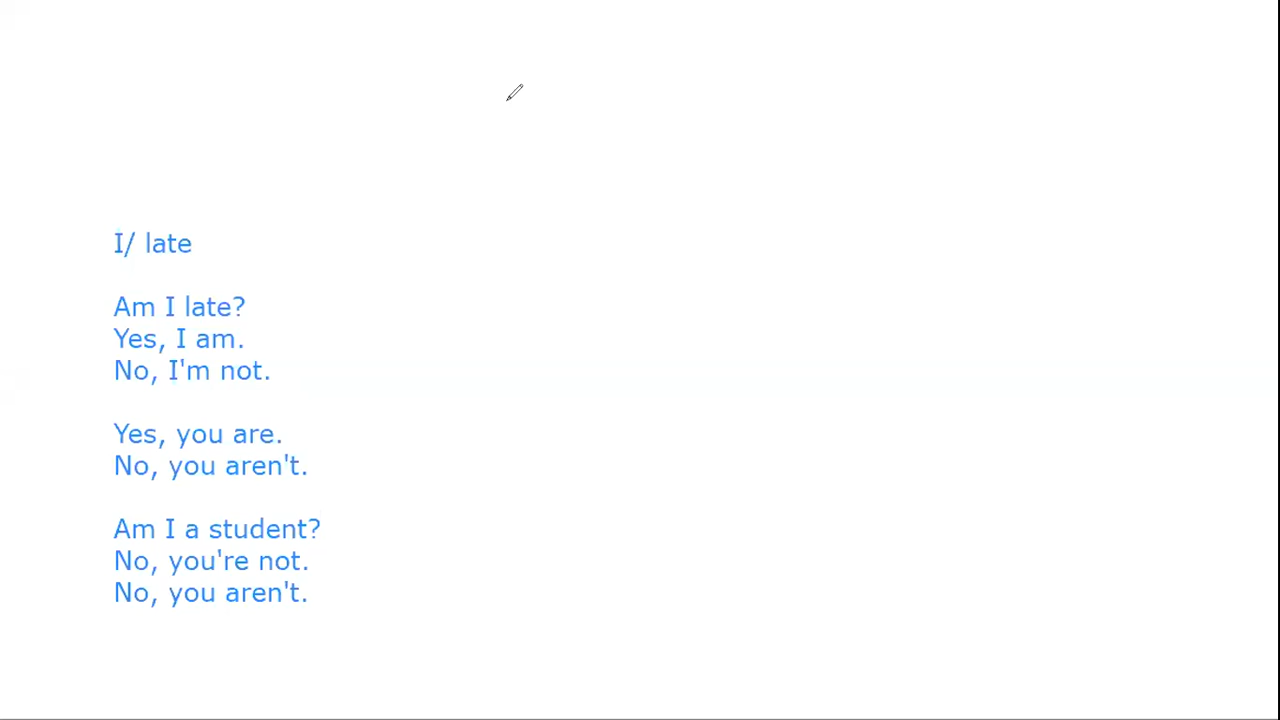 I/ late
Am I late?
Yes, I am.
No, I'm not.
Yes, you are.
No, you aren't.
Am I a student?
No, you're not.
No, you aren't.